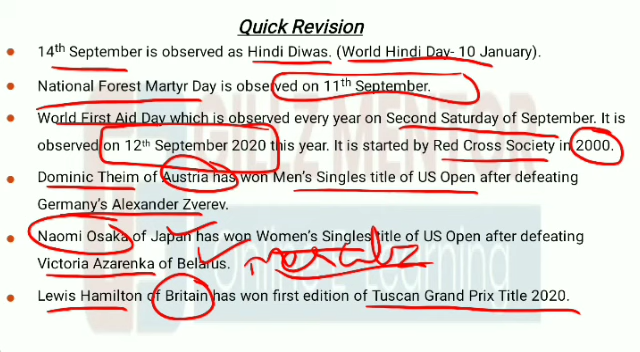 Quick Revision
14th September is observed as Hindi Diwas. (World Hindi Day- 10 January).
National Forest Martyr Day is observed on 11th September.
World First Aid Day which is observed every year on Second Saturday of September. It is
observed on 12th September 2020 this year. It is started by Red Cross Society in 2000.
Dominic Theim of Austria has won Men's Singles title of US Open after defeating
Germany's Alexander Zverev.
Naomi Osaka of Japan has won Women's Singles title of US Open after defeating
Victoria Azarenka of Belarus.
Lewis Hamilton of Britain has won first edition of Tuscan Grand Prix Title 2020.
GILLZ MENTOR
Learning